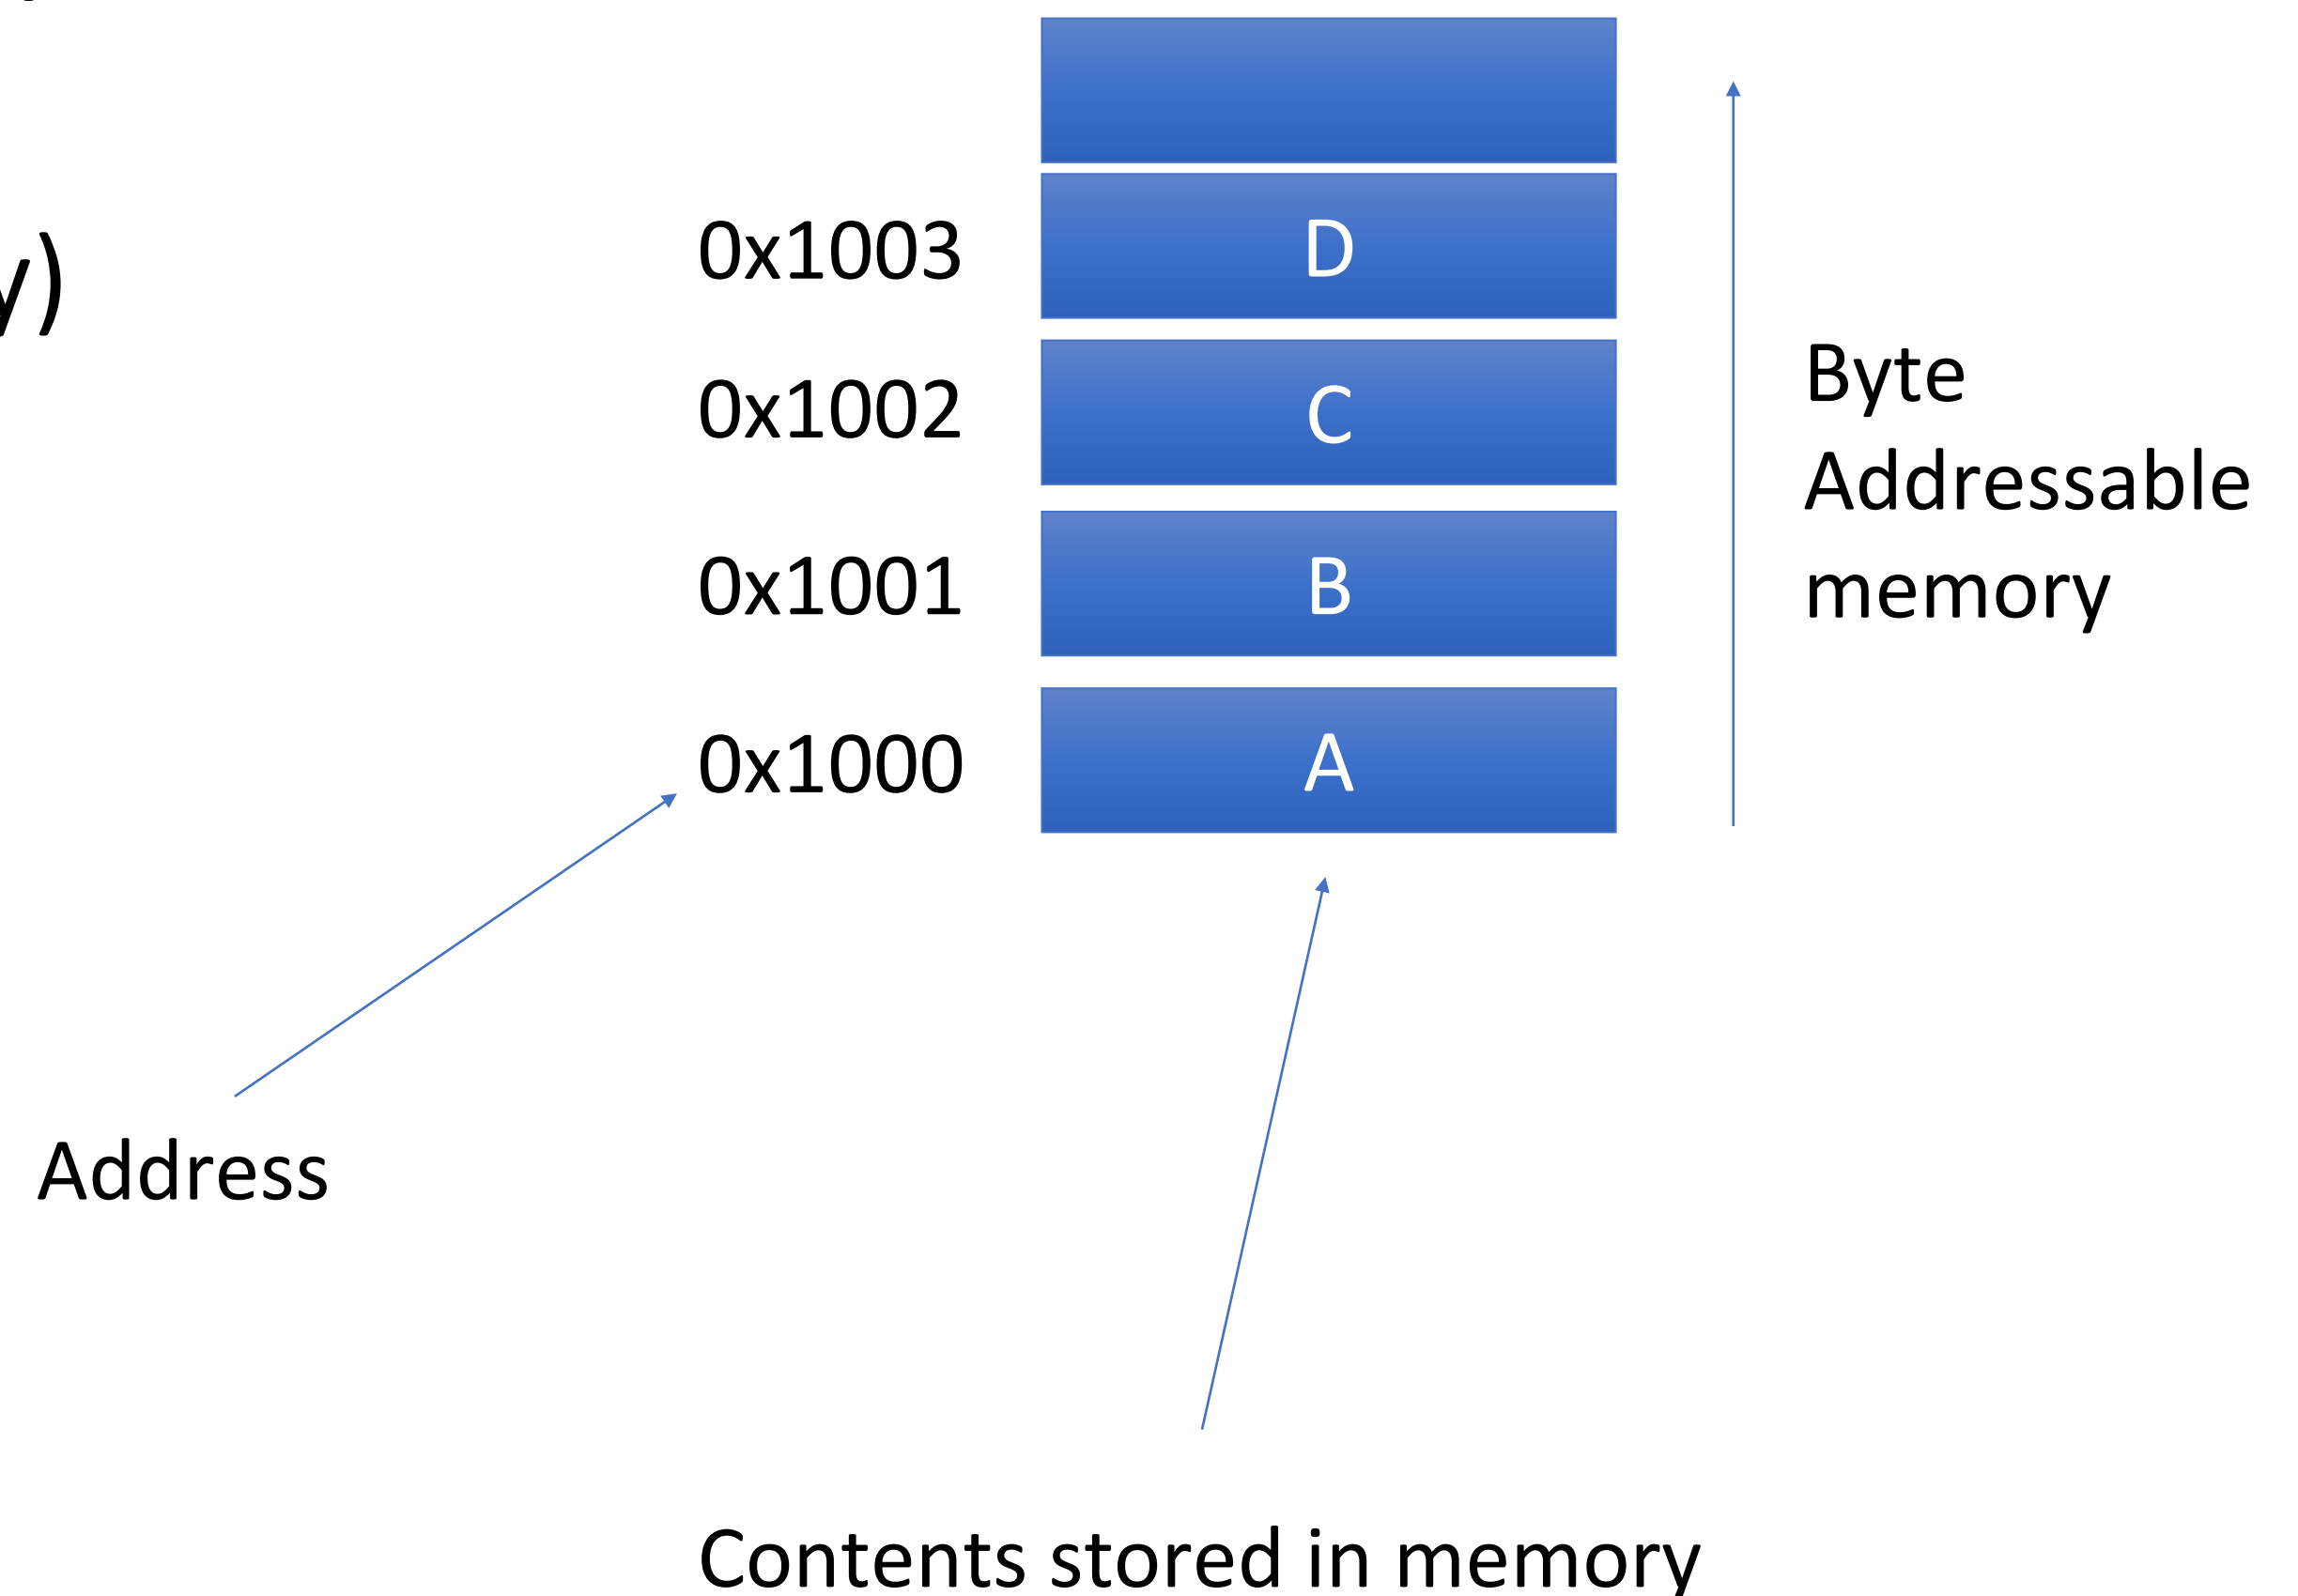 y)
0x1003
D
0x1002
C
0x1001
B
0x1000
A
Byte
Addressable
memory
Address
Contents stored in memory